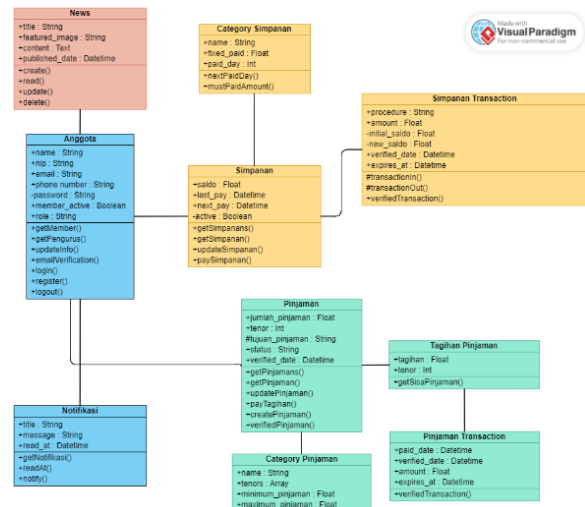 News
+title : String
+featured_image : String
+content : Text
+published_date : Datetime
+create()
+read()
+update()
+delete()
Category Simpanan
+name : String
+fixed_paid : Float
+paid_day : Int
+nextPaidDay()
+mustPaidAmount()
Made with
Visual Paradigm
For non-commercial use
Simpanan Transaction
+procedure : String
+amount : Float
-initial_saldo : Float
-new_saldo : Float
+verified_date : Datetime
+expires_at : Datetime
#transactionIn()
#transactionOut()
+verifiedTransaction()
Anggota
+name : String
+nip : String
+email : String
+phone number : String
-password : String
+member_active : Boolean
+role : String
+getMember()
+getPengurus()
+updateInfo()
+emailVerification()
+login()
+register()
+logout()
Simpanan
+saldo : Float
+last_pay : Datetime
+next_pay : Datetime
-active : Boolean
+getSimpanans()
+getSimpanan()
+updateSimpanan()
+paySimpanan()
Pinjaman
+jumlah_pinjaman : Float
+tenor : Int
#tujuan_pinjaman : String
+status : String
+verified_date : Datetime
+getPinjamans()
+getPinjaman()
+updatePinjaman()
+payTagihan()
+createPinjaman()
+verifiedPinjaman()
Tagihan Pinjaman
+tagihan : Float
+tenor : Int
+getSisaPinjaman()
Notifikasi
+title : String
+message : String
+read_at : Datetime
+getNotifikasi()
+readAt()
+notify()
Category Pinjaman
+name : String
+tenors : Array
+minimum_pinjaman : Float
+maximum_pinjaman : Float
Pinjaman Transaction
+paid_date : Datetime
+verified_date : Datetime
+amount : Float
+expires_at : Datetime
+verifiedTransaction()